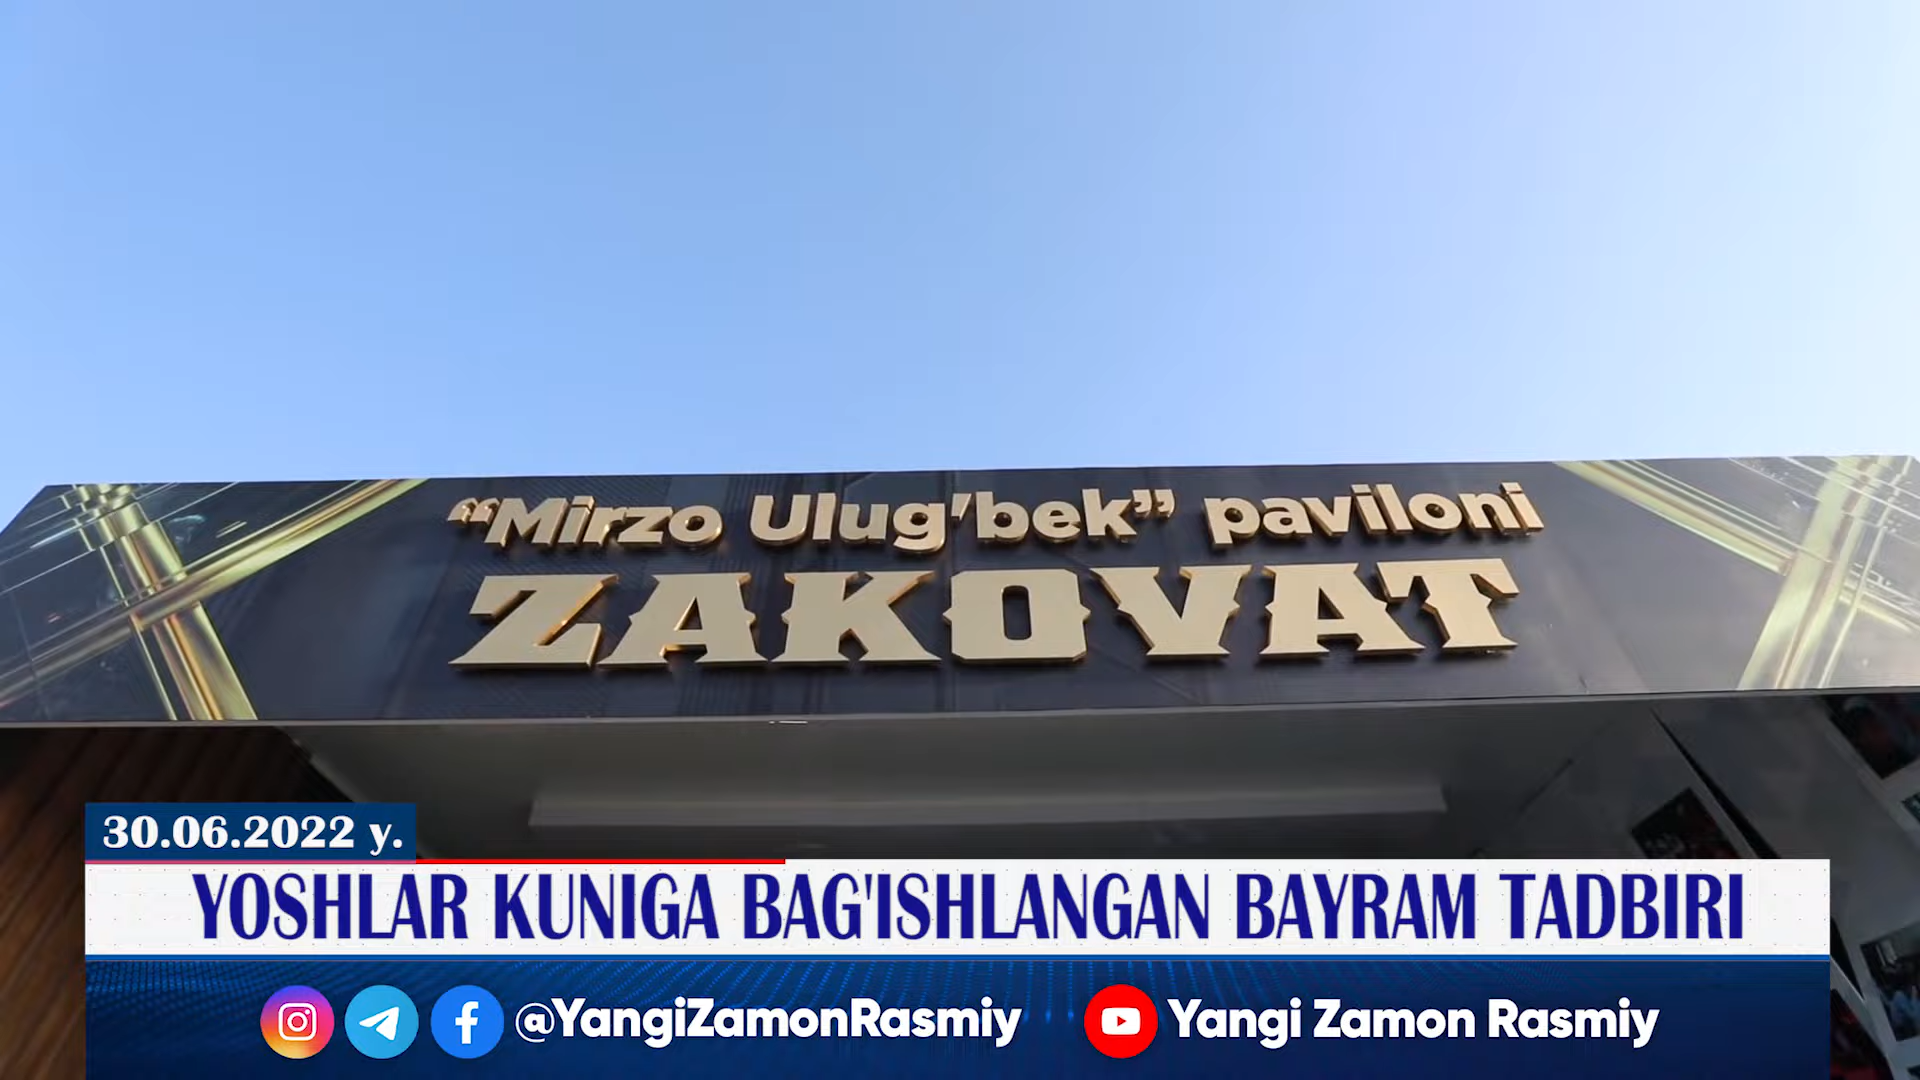 “Mirzo Ulug'bek” paviloni
ZAKOVAT
30.06.2022 y.
YOSHLAR KUNIGA BAG'ISHLANGAN BAYRAM TADBIRI
@YangiZamonRasmiy
Yangi Zamon Rasmiy